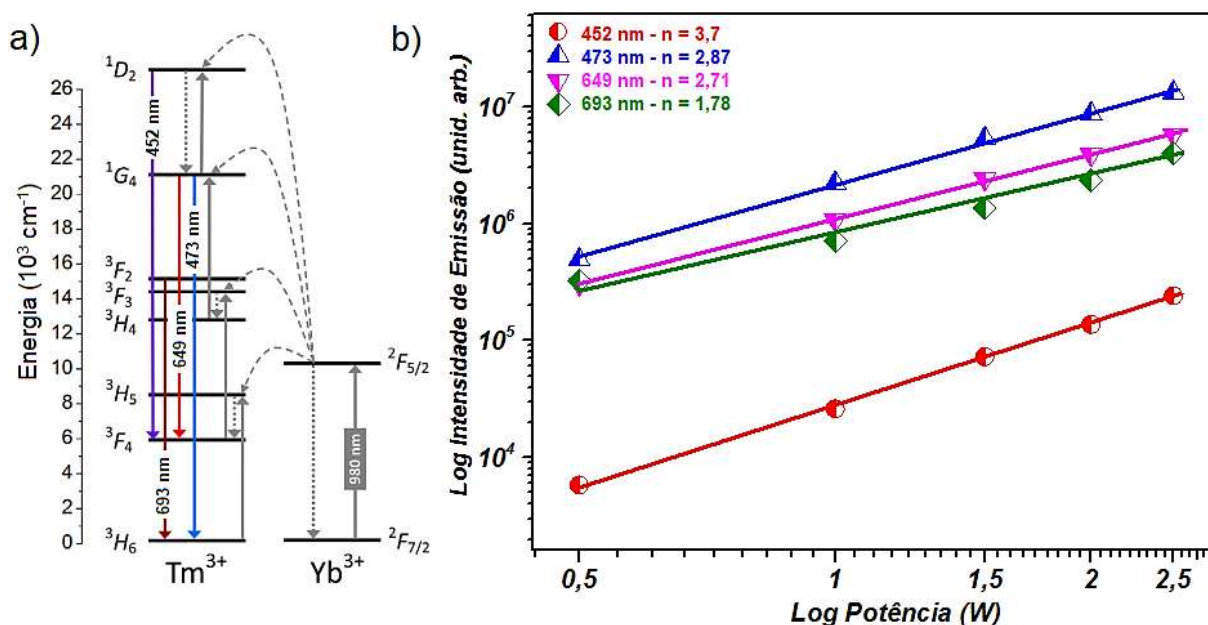 a)
Energia (10³ cm⁻¹)
26
24
22
20
18
16
14
12
10
8
6
4
2
0
¹D₂
¹G₄
³F₂
³F₃
³H₄
³H₅
³F₄
³H₆
452 nm
473 nm
649 nm
693 nm
980 nm
²F₅/₂
²F₇/₂
Tm³⁺
Yb³⁺
b)
452 nm - n = 3,7
473 nm - n = 2,87
649 nm - n = 2,71
693 nm - n = 1,78
Log Intensidade de Emissão (unid. arb.)
10⁷
10⁶
10⁵
10⁴
0,5
1
1,5
2
2,5
Log Potência (W)